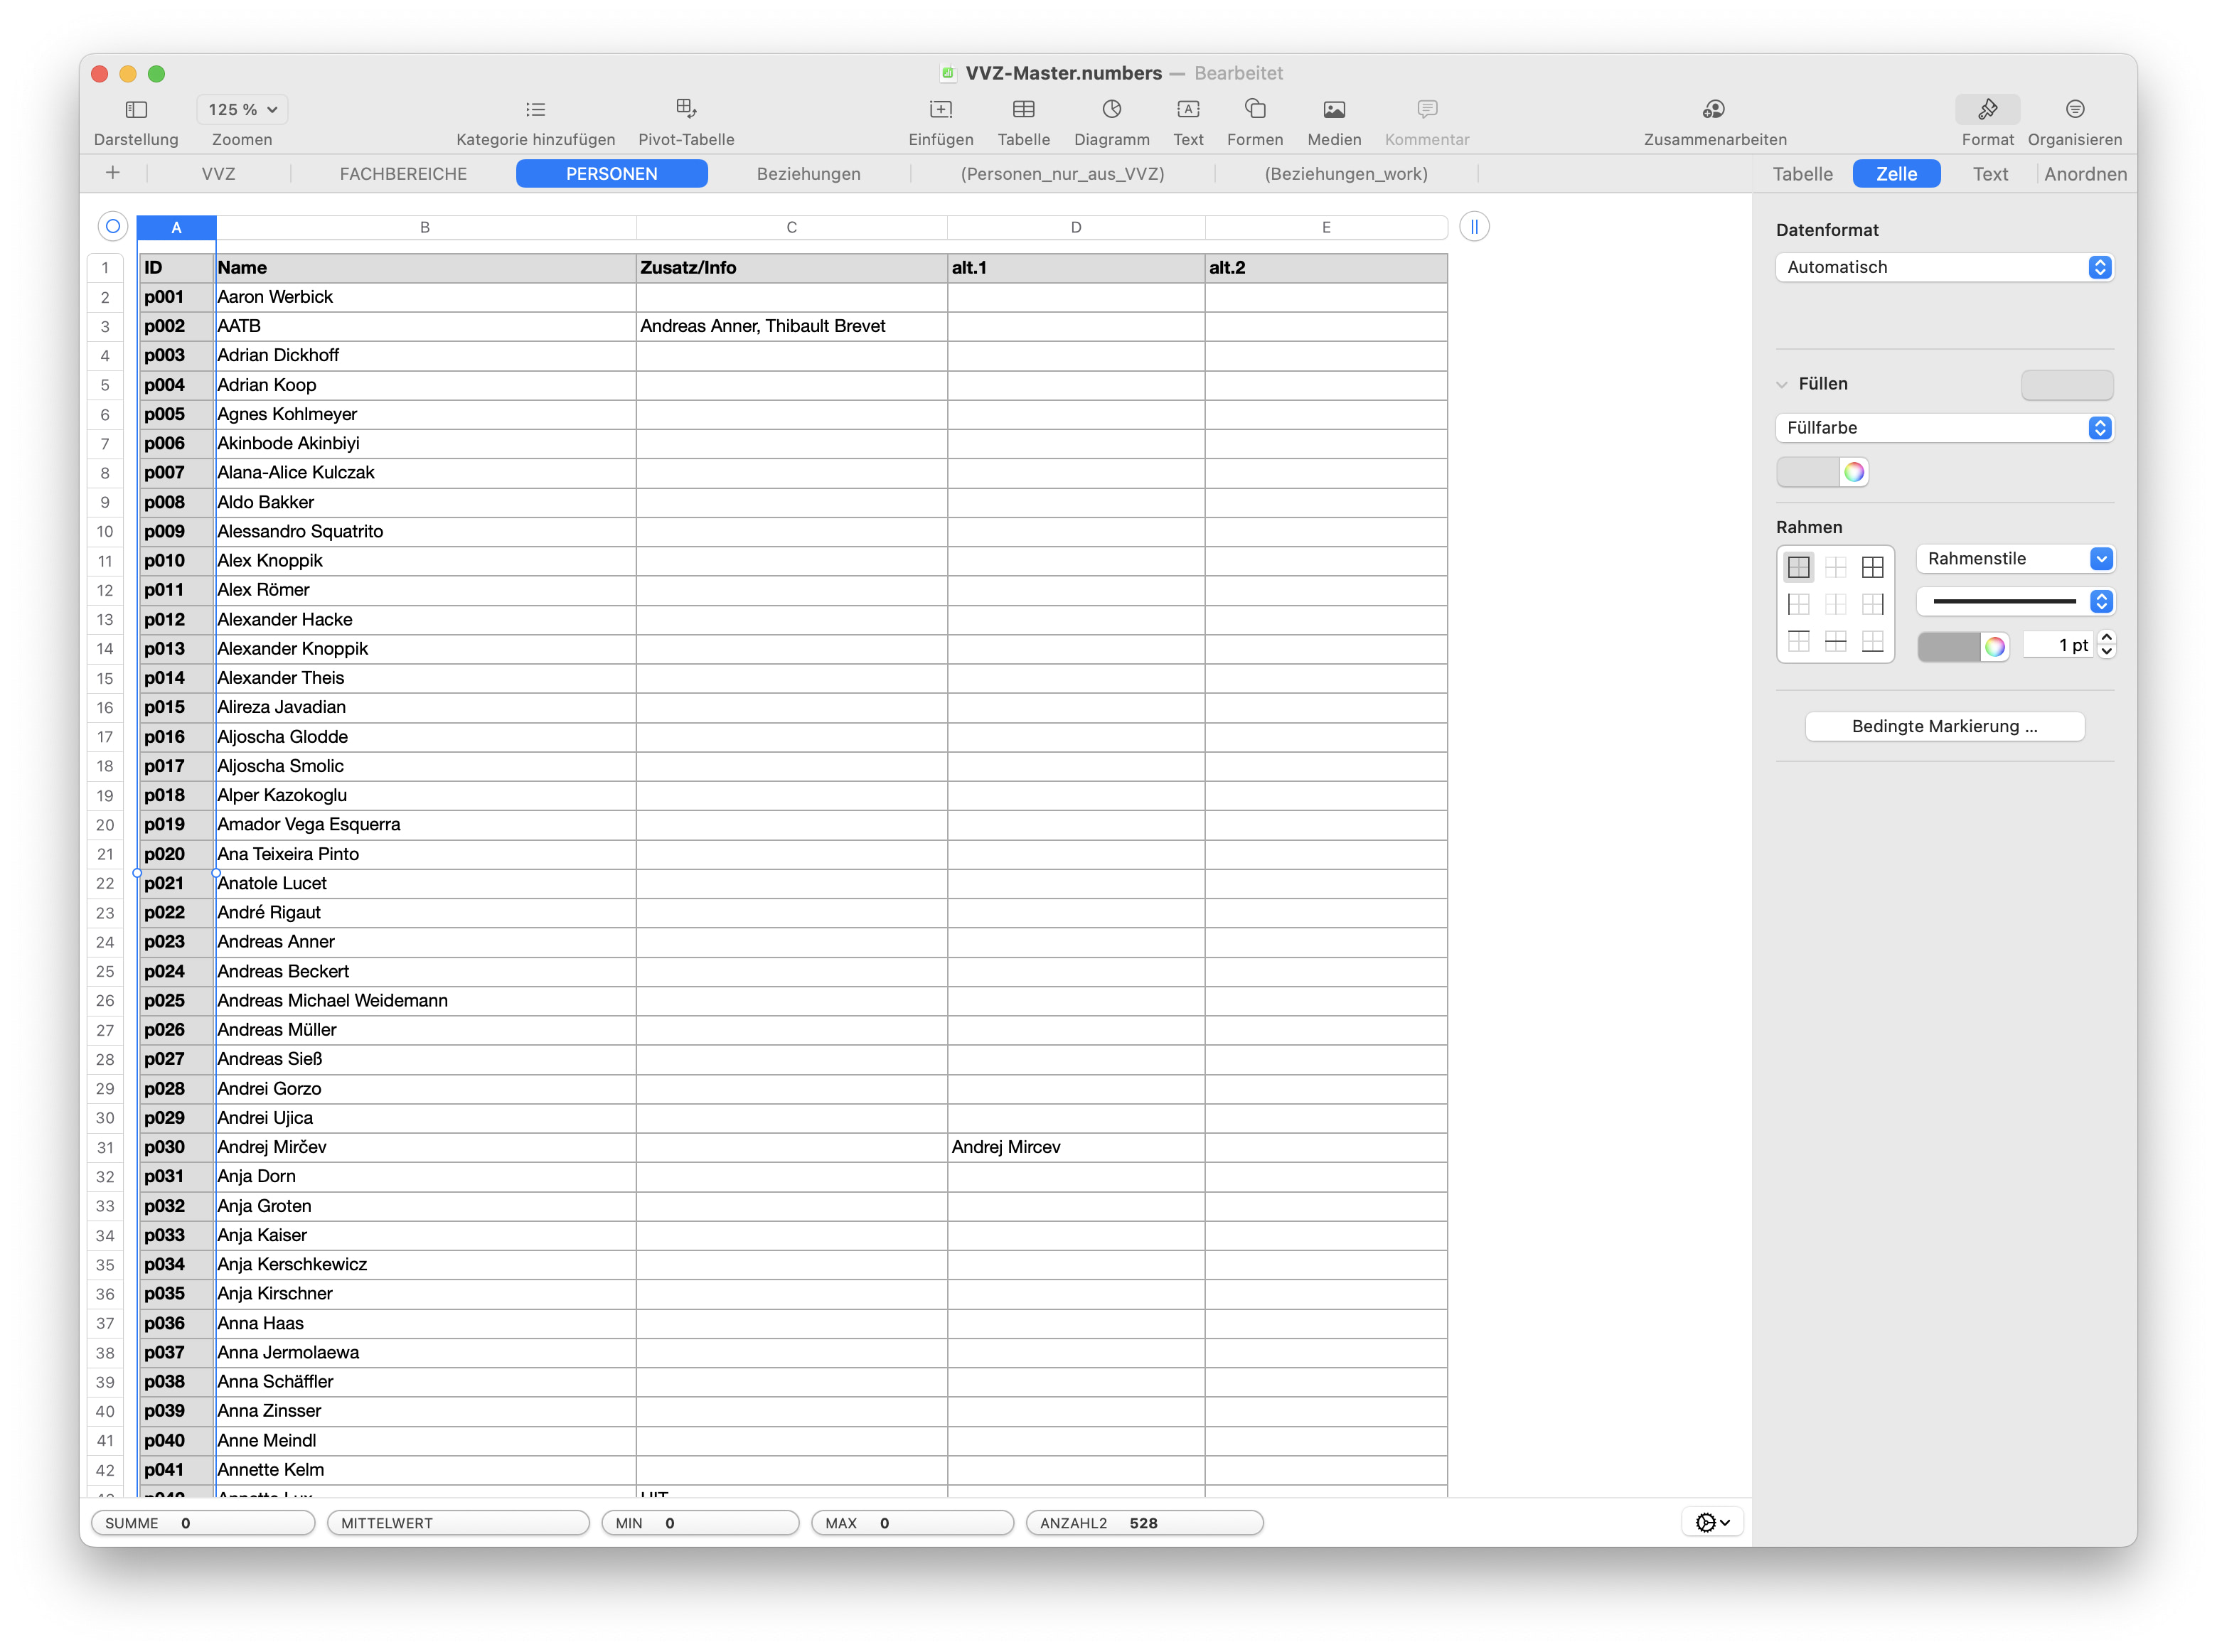 VVZ-Master.numbers — Bearbeitet
125 %
Darstellung Zoomen Kategorie hinzufügen Pivot-Tabelle Einfügen Tabelle Diagramm Text Formen Medien Kommentar Zusammenarbeiten Format Organisieren
VVZ FACHBEREICHE PERSONEN Beziehungen (Personen_nur_aus_VVZ) (Beziehungen_work)
A B C D E
1 ID Name Zusatz/Info alt.1 alt.2
2 p001 Aaron Werbick
3 p002 AATB Andreas Anner, Thibault Brevet
4 p003 Adrian Dickhoff
5 p004 Adrian Koop
6 p005 Agnes Kohlmeyer
7 p006 Akinbode Akinbiyi
8 p007 Alana-Alice Kulczak
9 p008 Aldo Bakker
10 p009 Alessandro Squatrito
11 p010 Alex Knoppik
12 p011 Alex Römer
13 p012 Alexander Hacke
14 p013 Alexander Knoppik
15 p014 Alexander Theis
16 p015 Alireza Javadian
17 p016 Aljoscha Glodde
18 p017 Aljoscha Smolic
19 p018 Alper Kazokoglu
20 p019 Amador Vega Esquerra
21 p020 Ana Teixeira Pinto
22 p021 Anatole Lucet
23 p022 André Rigaut
24 p023 Andreas Anner
25 p024 Andreas Beckert
26 p025 Andreas Michael Weidemann
27 p026 Andreas Müller
28 p027 Andreas Sieß
29 p028 Andrei Gorzo
30 p029 Andrei Ujica
31 p030 Andrej Mirčev Andrej Mircev
32 p031 Anja Dorn
33 p032 Anja Groten
34 p033 Anja Kaiser
35 p034 Anja Kerschkewicz
36 p035 Anja Kirschner
37 p036 Anna Haas
38 p037 Anna Jermolaewa
39 p038 Anna Schäffler
40 p039 Anna Zinsser
41 p040 Anne Meindl
42 p041 Annette Kelm
SUMME 0 MITTELWERT MIN 0 MAX 0 ANZAHL2 528
Tabelle Zelle Text Anordnen
Datenformat
Automatisch
Füllen
Füllfarbe
Rahmen
Rahmenstile
1 pt
Bedingte Markierung ...